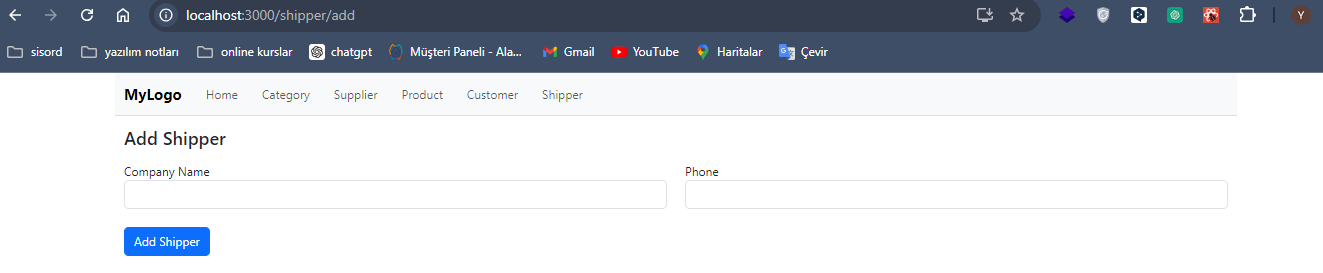 localhost:3000/shipper/add
Y
sisord yazılım notları online kurslar chatgpt Müşteri Paneli - Ala... Gmail YouTube Haritalar Çevir
MyLogo Home Category Supplier Product Customer Shipper
Add Shipper
Company Name Phone
Add Shipper